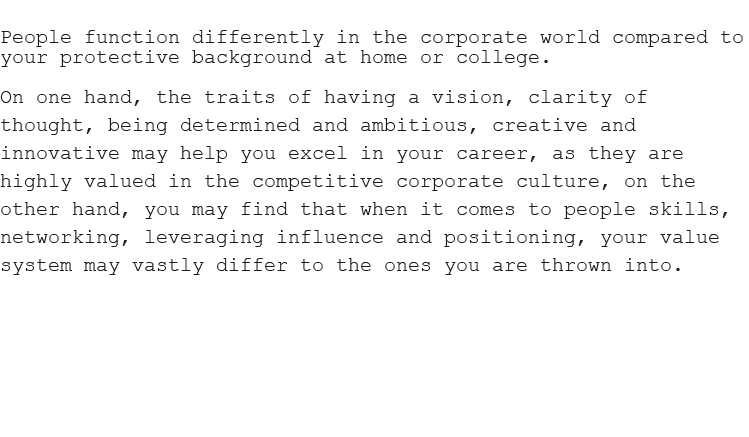 People function differently in the corporate world compared to
your protective background at home or college.
On one hand, the traits of having a vision, clarity of
thought, being determined and ambitious, creative and
innovative may help you excel in your career, as they are
highly valued in the competitive corporate culture, on the
other hand, you may find that when it comes to people skills,
networking, leveraging influence and positioning, your value
system may vastly differ to the ones you are thrown into.